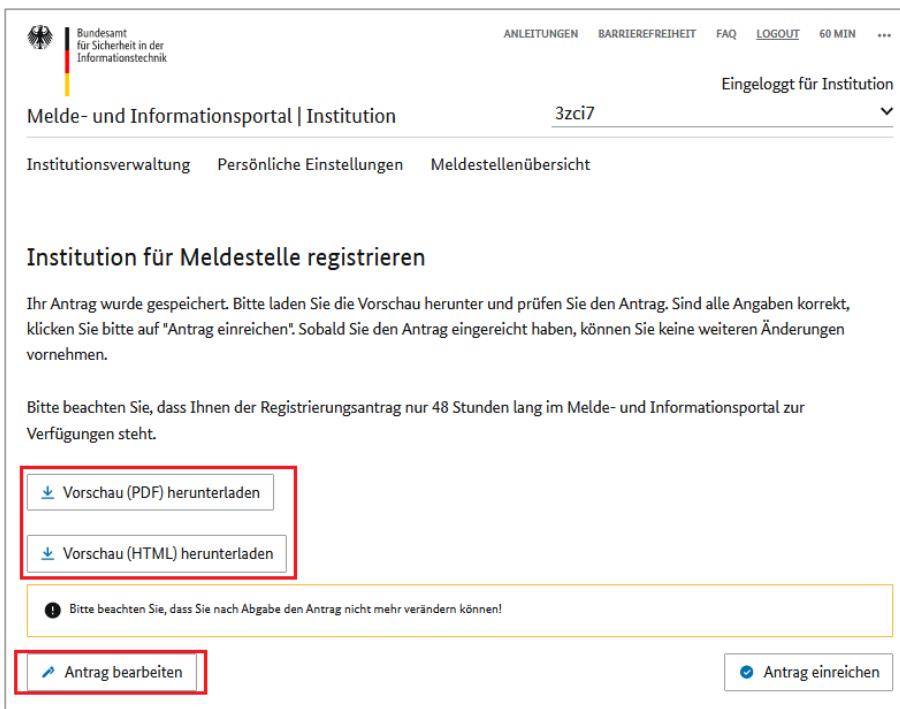 Bundesamt
für Sicherheit in der
Informationstechnik
ANLEITUNGEN BARRIEREFREIHEIT FAQ LOGOUT 60 MIN ...
Eingeloggt für Institution
Melde- und Informationsportal | Institution
3zci7
Institutionsverwaltung Persönliche Einstellungen Meldestellenübersicht
Institution für Meldestelle registrieren
Ihr Antrag wurde gespeichert. Bitte laden Sie die Vorschau herunter und prüfen Sie den Antrag. Sind alle Angaben korrekt,
klicken Sie bitte auf "Antrag einreichen". Sobald Sie den Antrag eingereicht haben, können Sie keine weiteren Änderungen
vornehmen.
Bitte beachten Sie, dass Ihnen der Registrierungsantrag nur 48 Stunden lang im Melde- und Informationsportal zur
Verfügungen steht.
Vorschau (PDF) herunterladen
Vorschau (HTML) herunterladen
Bitte beachten Sie, dass Sie nach Abgabe den Antrag nicht mehr verändern können!
Antrag bearbeiten
Antrag einreichen